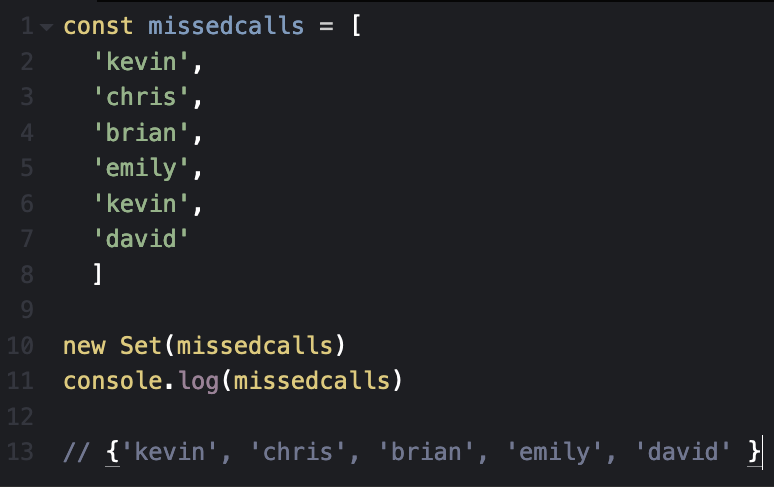 1 const missedcalls = [
2 'kevin',
3 'chris',
4 'brian',
5 'emily',
6 'kevin',
7 'david'
8 ]
9
10 new Set(missedcalls)
11 console.log(missedcalls)
12
13 // {'kevin', 'chris', 'brian', 'emily', 'david' }